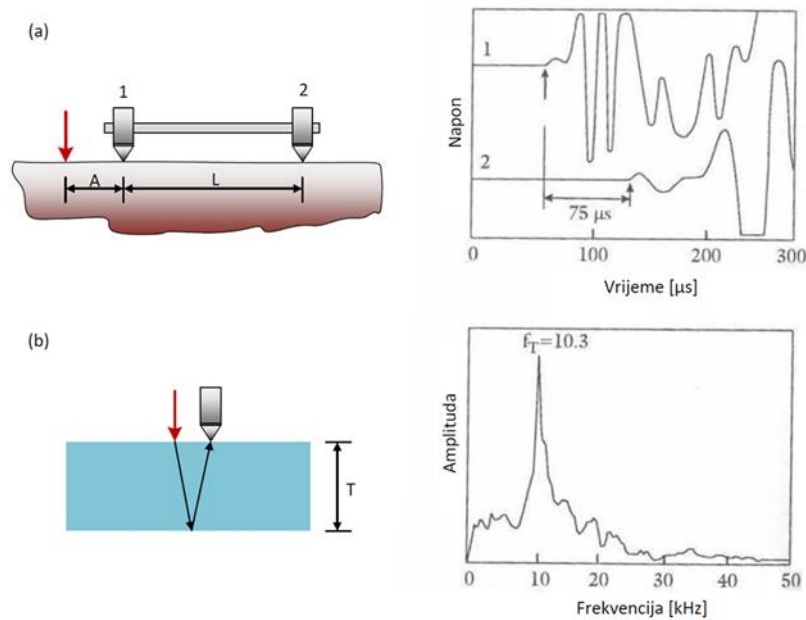 (a)
1
2
A
L
Napon
1
2
75 µs
0
100
200
300
Vrijeme [µs]
(b)
T
Amplituda
f_T=10.3
0
10
20
30
40
50
Frekvencija [kHz]